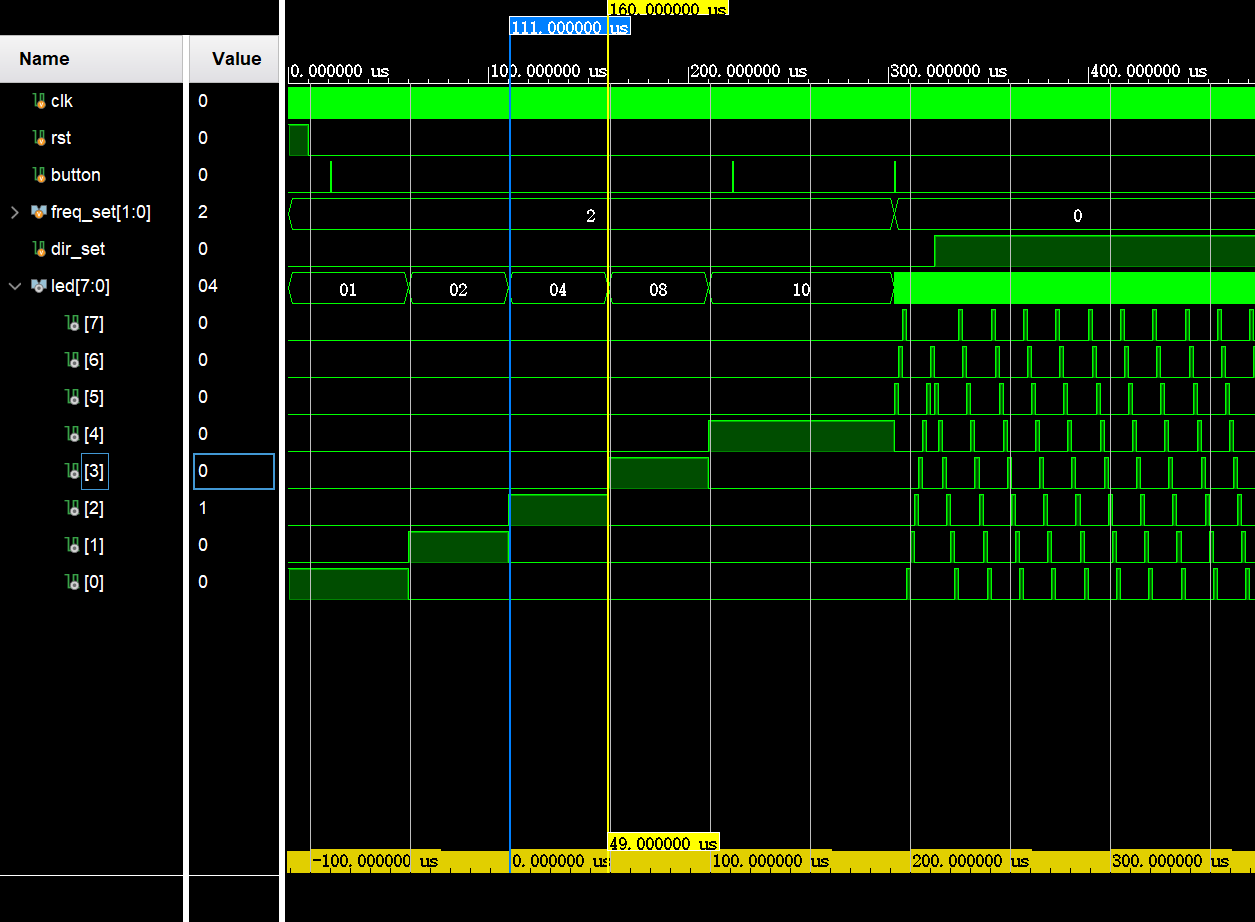 160.000000 us
111.000000 us
Name Value
0.000000 us 100.000000 us 200.000000 us 300.000000 us 400.000000 us
clk 0
rst 0
button 0
freq_set[1:0] 2 2 0
dir_set 0
led[7:0] 04 01 02 04 08 10
[7] 0
[6] 0
[5] 0
[4] 0
[3] 0
[2] 1
[1] 0
[0] 0
49.000000 us
-100.000000 us 0.000000 us 100.000000 us 200.000000 us 300.000000 us